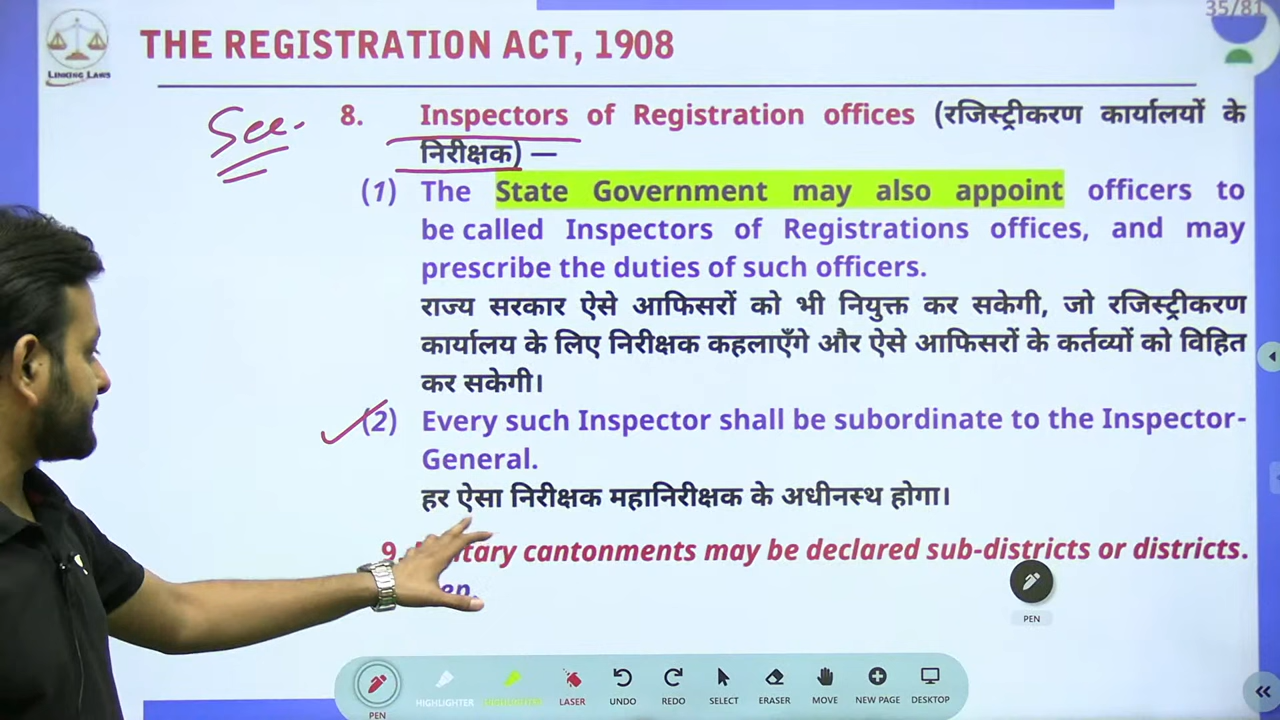 35/81
LINKING LAWS
THE REGISTRATION ACT, 1908
See.
8. Inspectors of Registration offices (रजिस्ट्रीकरण कार्यालयों के
निरीक्षक) —
(1) The State Government may also appoint officers to
be called Inspectors of Registrations offices, and may
prescribe the duties of such officers.
राज्य सरकार ऐसे आफिसरों को भी नियुक्त कर सकेगी, जो रजिस्ट्रीकरण
कार्यालय के लिए निरीक्षक कहलाएँगे और ऐसे आफिसरों के कर्तव्यों को विहित
कर सकेगी।
(2) Every such Inspector shall be subordinate to the Inspector-
General.
हर ऐसा निरीक्षक महानिरीक्षक के अधीनस्थ होगा।
9. cantonments may be declared sub-districts or districts.
PEN
PEN HIGHLIGHTER HIGHLIGHTER LASER UNDO REDO SELECT ERASER MOVE NEW PAGE DESKTOP